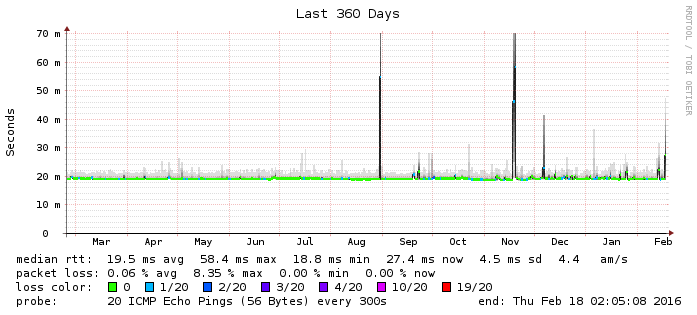 Last 360 Days
RRDTOOL / TOBI OETIKER
Seconds
70 m
60 m
50 m
40 m
30 m
20 m
10 m
0
Mar Apr May Jun Jul Aug Sep Oct Nov Dec Jan Feb
median rtt: 19.5 ms avg 58.4 ms max 18.8 ms min 27.4 ms now 4.5 ms sd 4.4 am/s
packet loss: 0.06 % avg 8.35 % max 0.00 % min 0.00 % now
loss color: 0 1/20 2/20 3/20 4/20 10/20 19/20
probe: 20 ICMP Echo Pings (56 Bytes) every 300s end: Thu Feb 18 02:05:08 2016